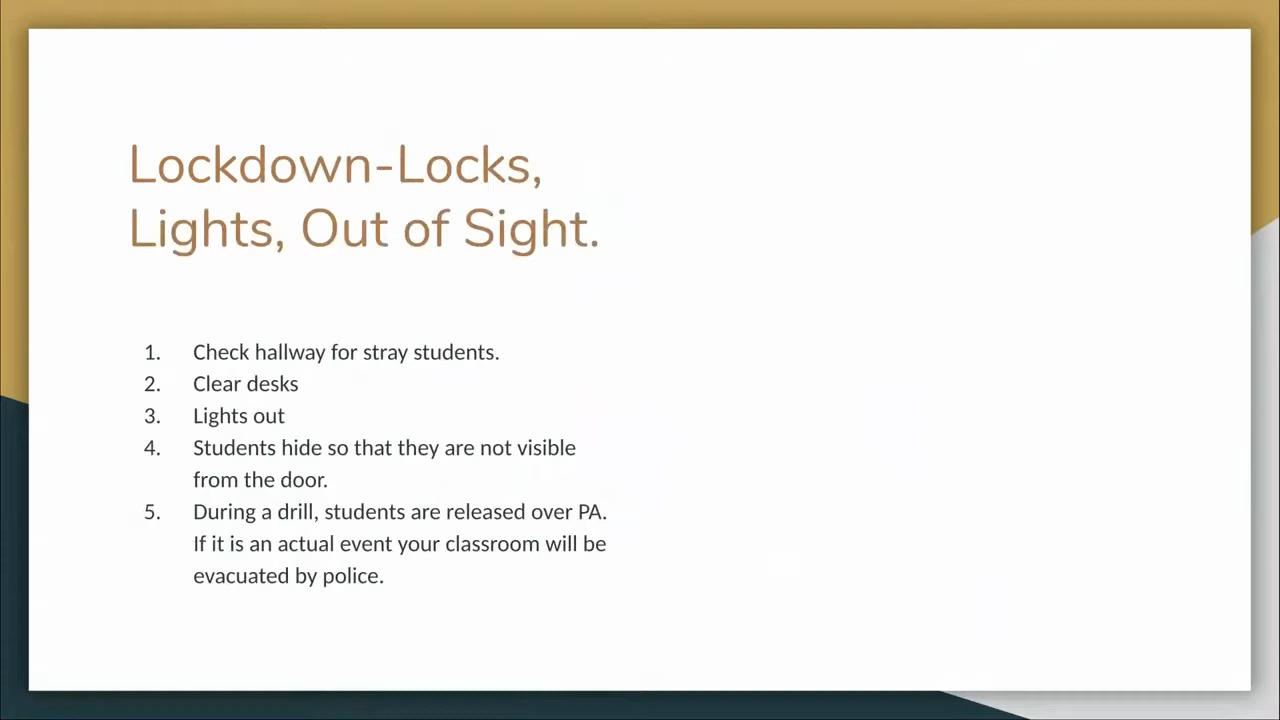 Lockdown-Locks,
Lights, Out of Sight.
1. Check hallway for stray students.
2. Clear desks
3. Lights out
4. Students hide so that they are not visible
from the door.
5. During a drill, students are released over PA.
If it is an actual event your classroom will be
evacuated by police.